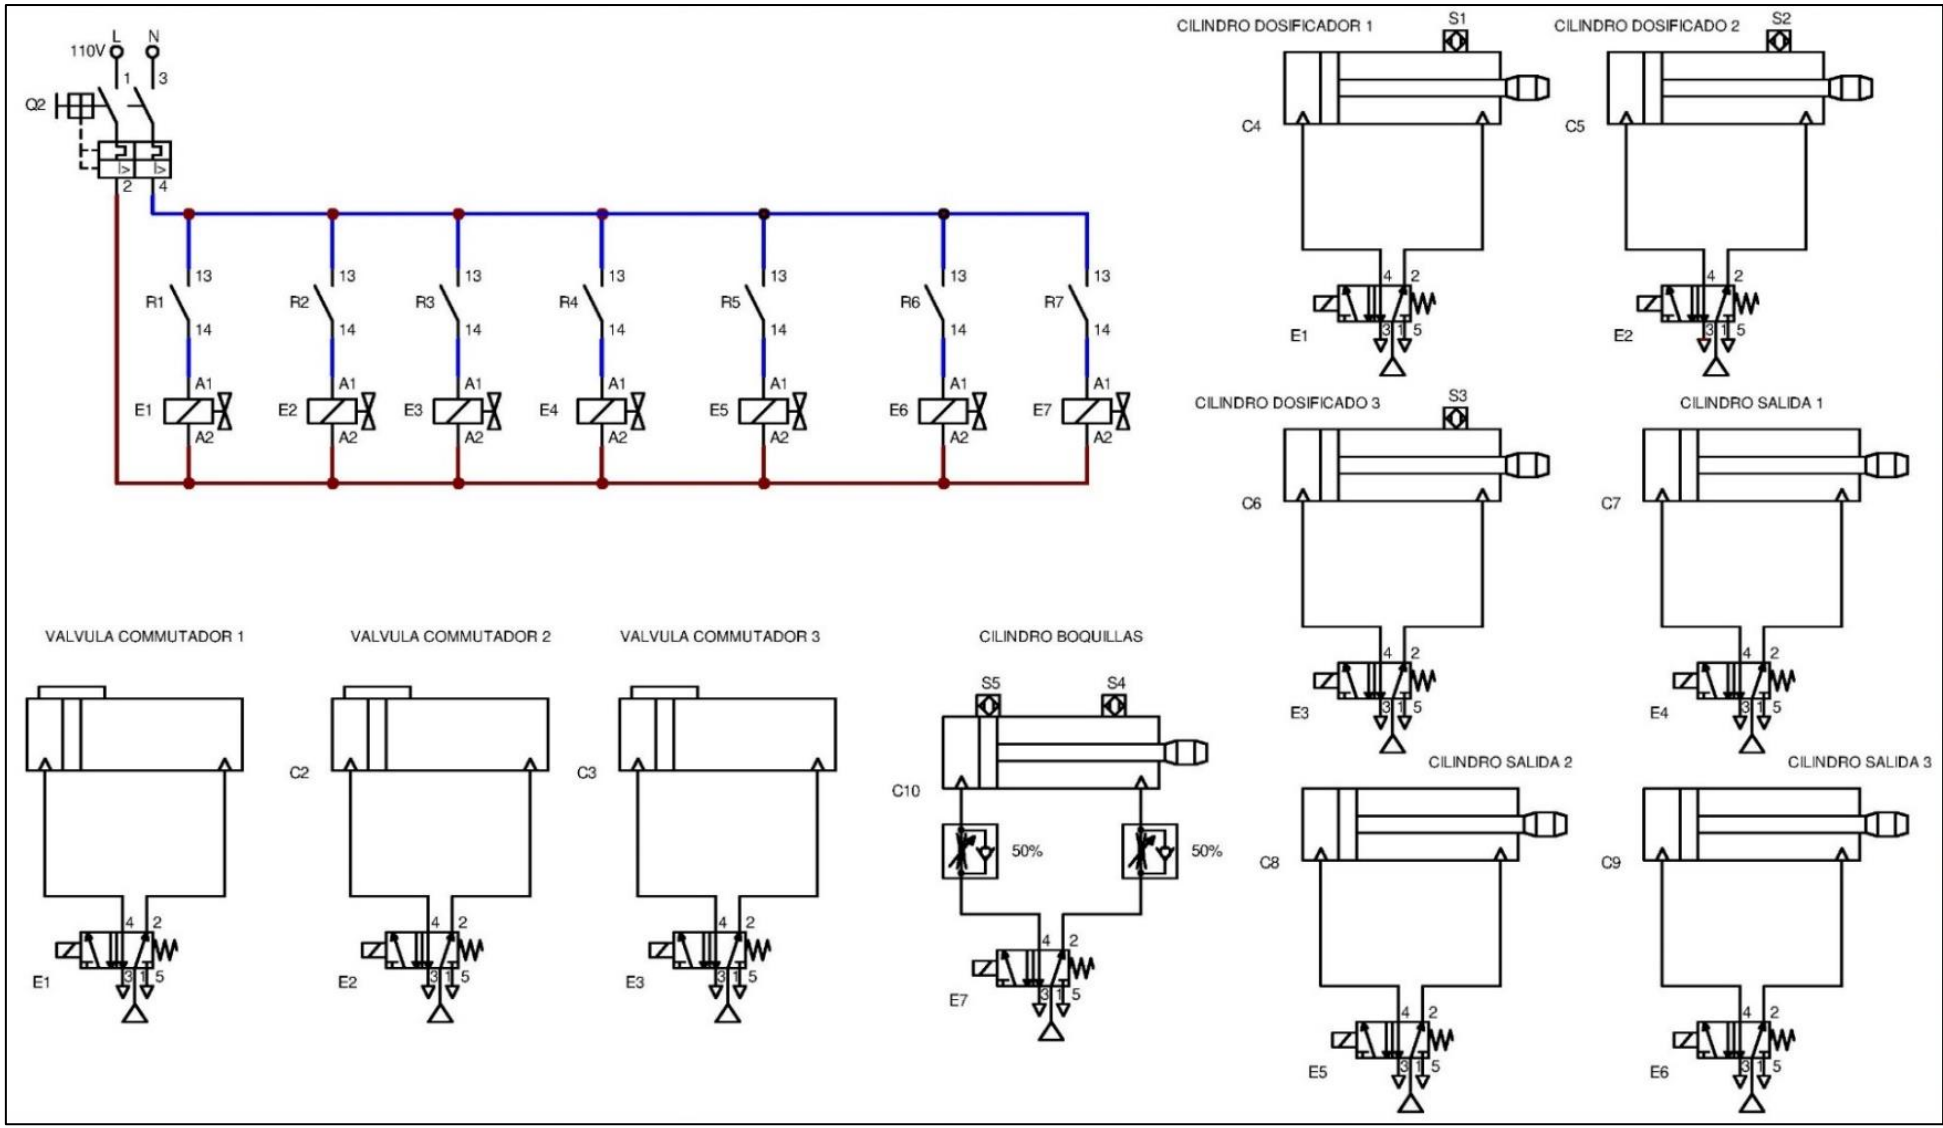 L N
110V
1 3
Q2
I> I>
2 4
13 13 13 13 13 13 13
R1 R2 R3 R4 R5 R6 R7
14 14 14 14 14 14 14
A1 A1 A1 A1 A1 A1 A1
E1 E2 E3 E4 E5 E6 E7
A2 A2 A2 A2 A2 A2 A2
CILINDRO DOSIFICADOR 1
S1
C4
4 2
3 1 5
E1
CILINDRO DOSIFICADO 2
S2
C5
4 2
3 1 5
E2
CILINDRO DOSIFICADO 3
S3
C6
4 2
3 1 5
E3
CILINDRO SALIDA 1
C7
4 2
3 1 5
E4
VALVULA COMMUTADOR 1
4 2
3 1 5
E1
VALVULA COMMUTADOR 2
C2
4 2
3 1 5
E2
VALVULA COMMUTADOR 3
C3
4 2
3 1 5
E3
CILINDRO BOQUILLAS
S5 S4
C10
50% 50%
4 2
3 1 5
E7
CILINDRO SALIDA 2
C8
4 2
3 1 5
E5
CILINDRO SALIDA 3
C9
4 2
3 1 5
E6